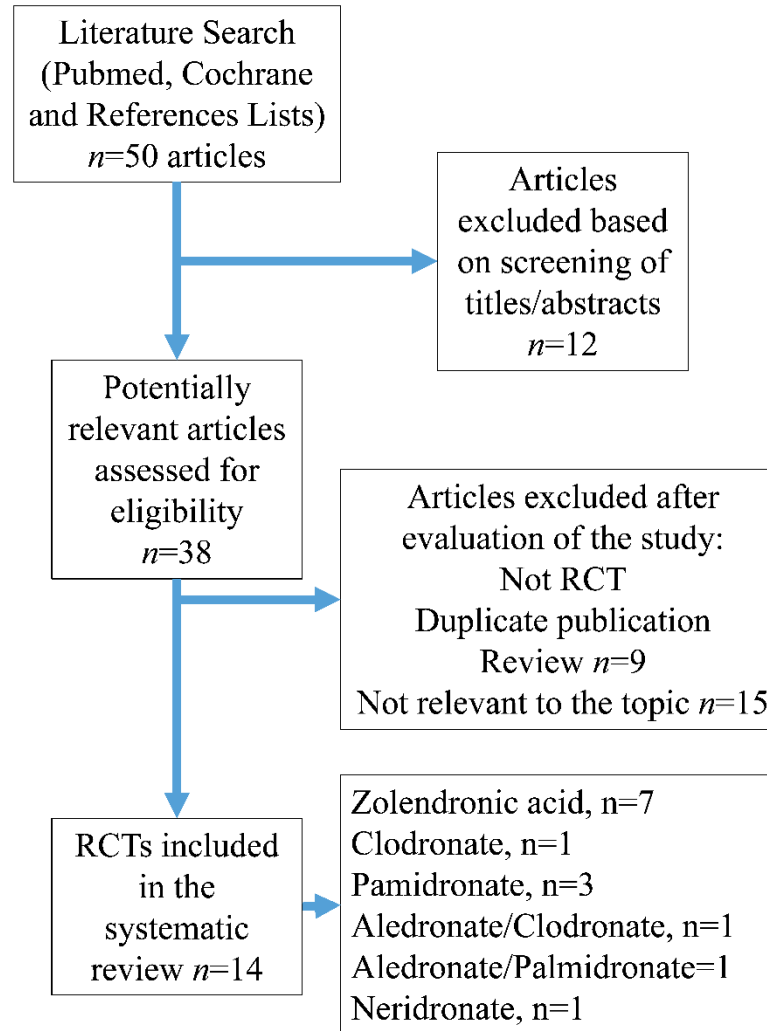 Literature Search
(Pubmed, Cochrane
and References Lists)
n=50 articles
Articles
excluded based
on screening of
titles/abstracts
n=12
Potentially
relevant articles
assessed for
eligibility
n=38
Articles excluded after
evaluation of the study:
Not RCT
Duplicate publication
Review n=9
Not relevant to the topic n=15
RCTs included
in the
systematic
review n=14
Zolendronic acid, n=7
Clodronate, n=1
Pamidronate, n=3
Aledronate/Clodronate, n=1
Aledronate/Palmidronate=1
Neridronate, n=1